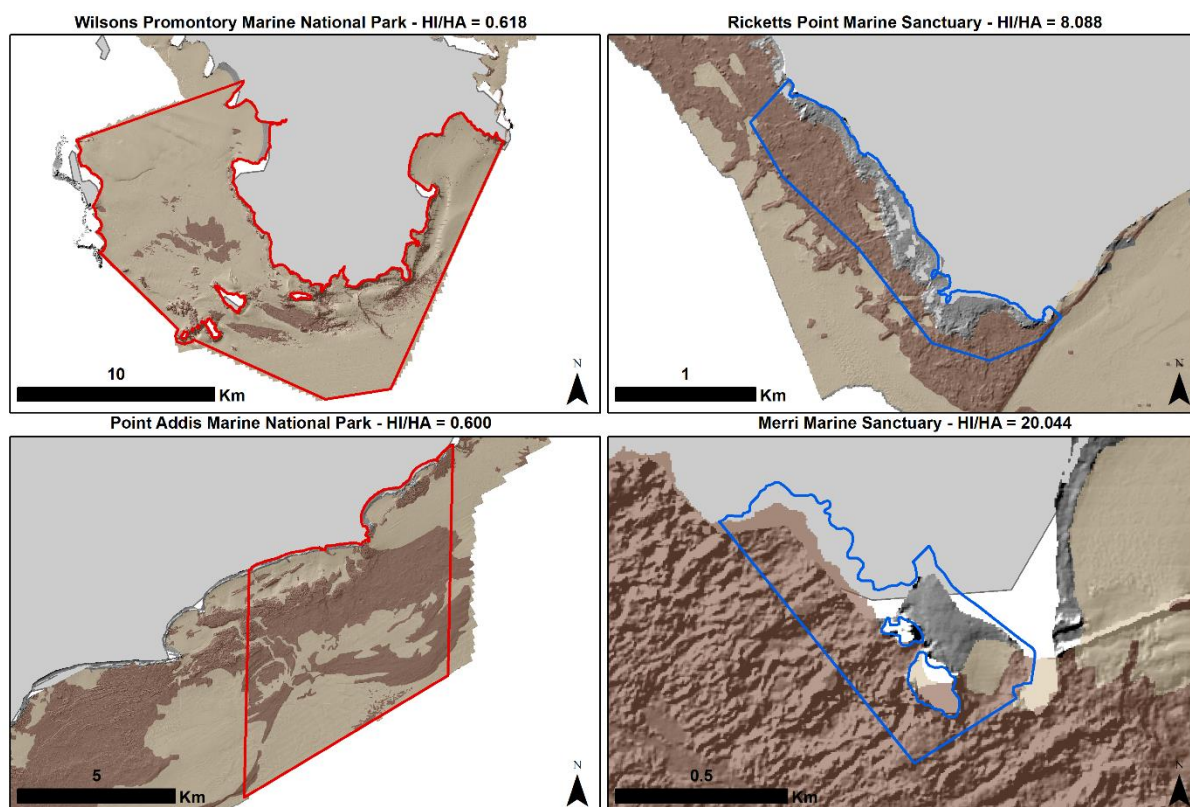 Wilsons Promontory Marine National Park - HI/HA = 0.618
N
10
Km
Ricketts Point Marine Sanctuary - HI/HA = 8.088
N
1
Km
Point Addis Marine National Park - HI/HA = 0.600
N
5
Km
Merri Marine Sanctuary - HI/HA = 20.044
N
0.5
Km